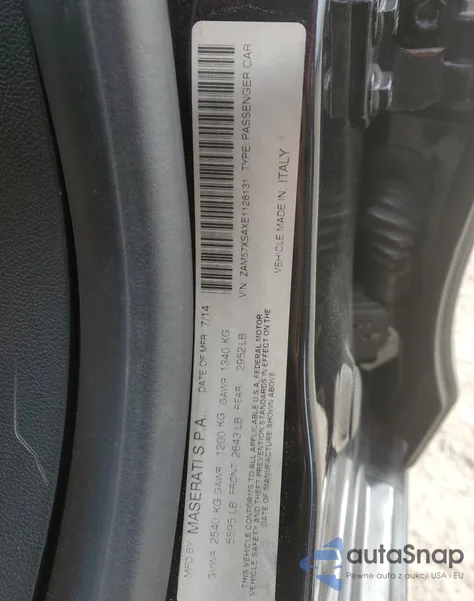 MFD BY: MASERATI S.P.A. DATE OF MFR 7/14
GVWR 2540 KG GAWR 1200 KG GAWR 1340 KG
5595 LB FRONT 2643 LB REAR 2952 LB
THIS VEHICLE CONFORMS TO ALL APPLICABLE U.S.A. FEDERAL MOTOR
VEHICLE SAFETY AND THEFT PREVENTION STANDARDS IN EFFECT ON THE
DATE OF MANUFACTURE SHOWN ABOVE
V/N: ZAM57XSAXE1128131 TYPE: PASSENGER CAR
VEHICLE MADE IN ITALY
autoSnap
Pewne auta z aukcji USA i EU